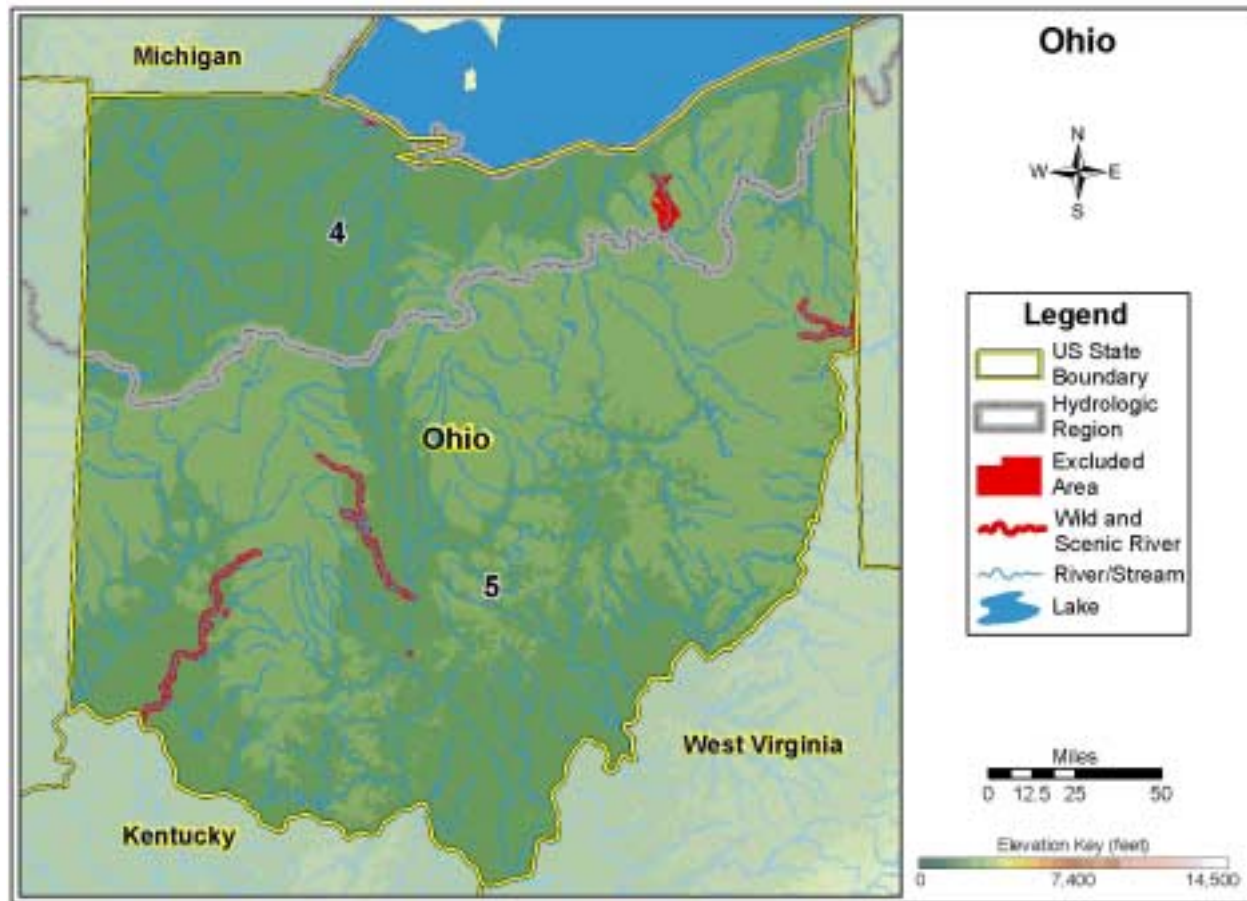 Michigan
4
Ohio
5
West Virginia
Kentucky
Ohio
N
W E
S
Legend
US State
Boundary
Hydrologic
Region
Excluded
Area
Wild and
Scenic River
River/Stream
Lake
Miles
0 12.5 25 50
Elevation Key (feet)
0 7,400 14,500